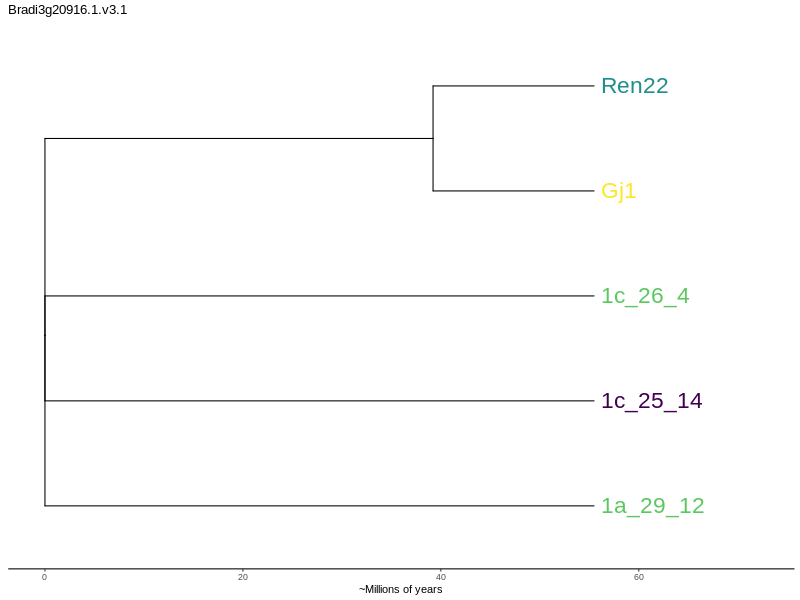 Bradi3g20916.1.v3.1
Ren22
Gj1
1c_26_4
1c_25_14
1a_29_12
0 20 40 60
~Millions of years